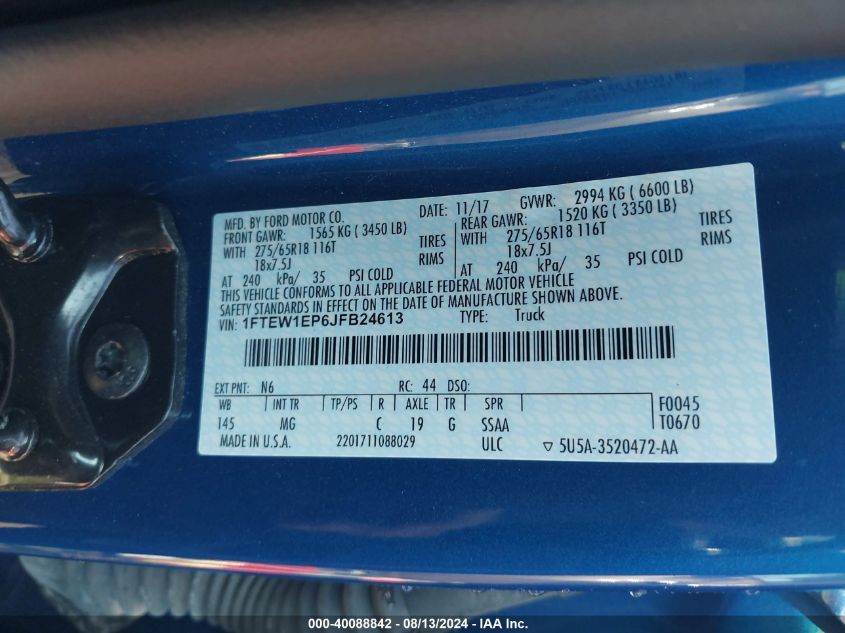 MFD. BY FORD MOTOR CO. DATE: 11/17 GVWR: 2994 KG ( 6600 LB)
FRONT GAWR: 1565 KG ( 3450 LB) REAR GAWR: 1520 KG ( 3350 LB)
WITH 275/65R18 116T TIRES WITH 275/65R18 116T TIRES
18x7.5J RIMS 18x7.5J RIMS
AT 240 kPa/ 35 PSI COLD AT 240 kPa/ 35 PSI COLD
THIS VEHICLE CONFORMS TO ALL APPLICABLE FEDERAL MOTOR VEHICLE
SAFETY STANDARDS IN EFFECT ON THE DATE OF MANUFACTURE SHOWN ABOVE.
VIN: 1FTEW1EP6JFB24613 TYPE: Truck
EXT PNT: N6 RC: 44 DSO:
WB INT TR TP/PS R AXLE TR SPR F0045
145 MG C 19 G SSAA T0670
MADE IN U.S.A. 2201711088029 ULC ▽ 5U5A-3520472-AA
000-40088842 - 08/13/2024 - IAAI Inc.